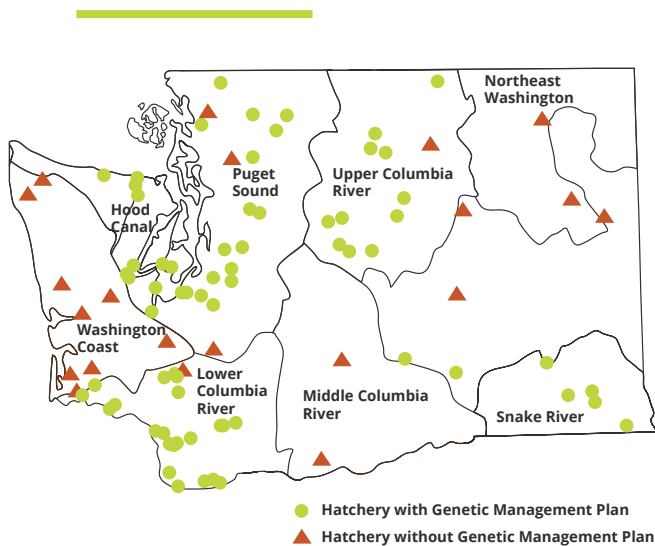 Northeast
Washington
Puget
Sound
Upper Columbia
River
Hood
Canal
Washington
Coast
Lower
Columbia
River
Middle Columbia
River
Snake River
Hatchery with Genetic Management Plan
Hatchery without Genetic Management Plan